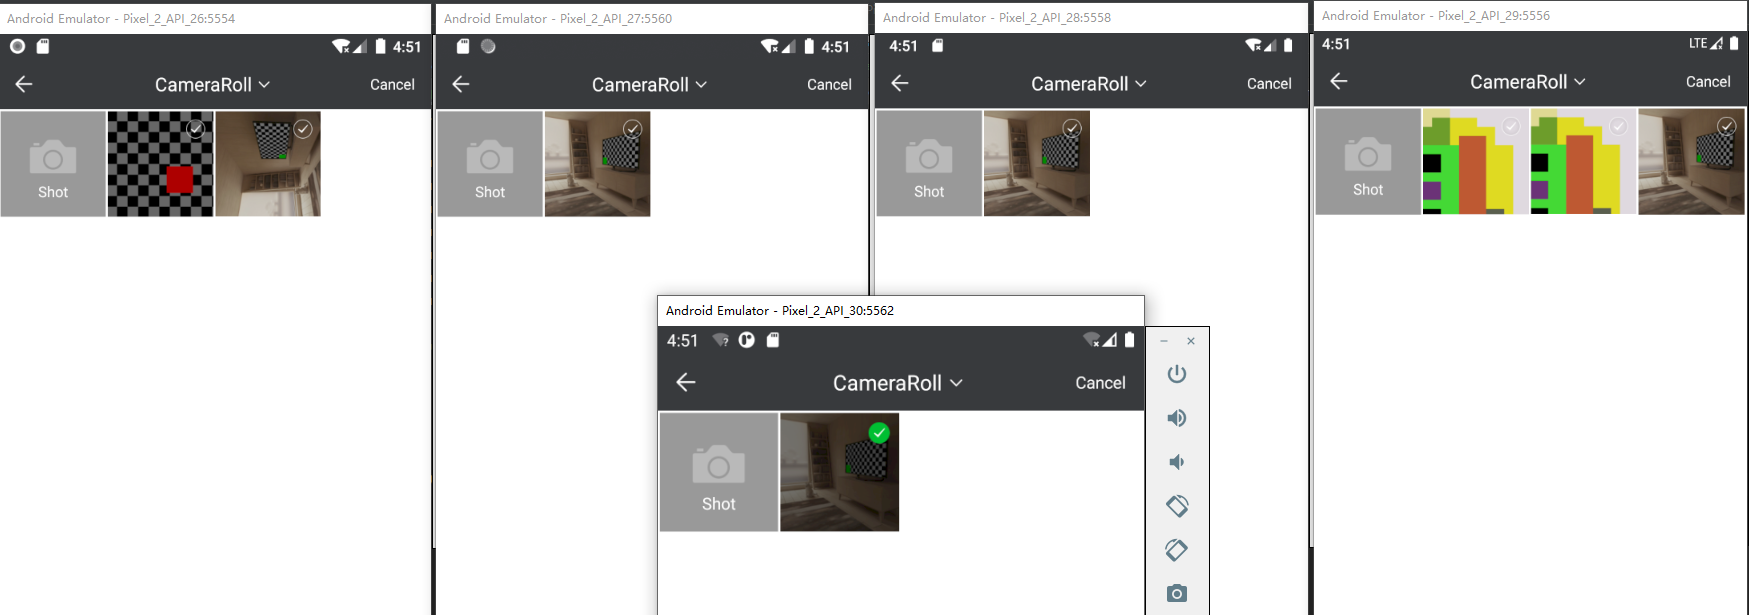 Android Emulator - Pixel_2_API_26:5554
4:51
CameraRoll
Cancel
Shot
Android Emulator - Pixel_2_API_27:5560
4:51
CameraRoll
Cancel
Shot
Android Emulator - Pixel_2_API_28:5558
4:51
CameraRoll
Cancel
Shot
Android Emulator - Pixel_2_API_29:5556
4:51
LTE
CameraRoll
Cancel
Shot
Android Emulator - Pixel_2_API_30:5562
4:51
CameraRoll
Cancel
Shot